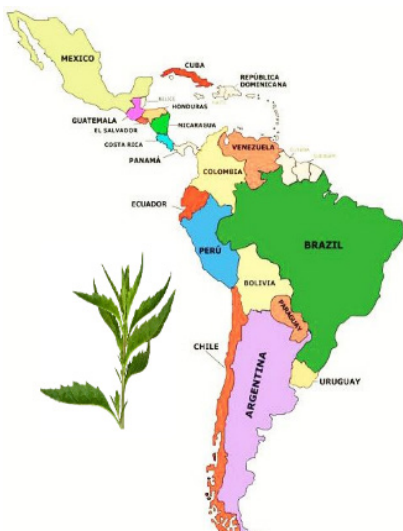 MEXICO
CUBA
REPÚBLICA
DOMINICANA
BELICE
HONDURAS
GUATEMALA
EL SALVADOR
NICARAGUA
COSTA RICA
PANAMÁ
VENEZUELA
COLOMBIA
ECUADOR
PERÚ
BRAZIL
BOLIVIA
PARAGUAY
CHILE
ARGENTINA
URUGUAY